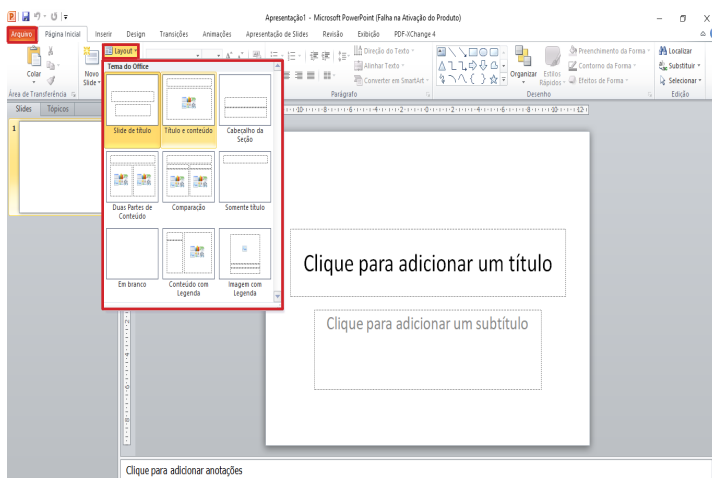 Apresentação1 - Microsoft PowerPoint (Falha na Ativação do Produto)
Arquivo Página Inicial Inserir Design Transições Animações Apresentação de Slides Revisão Exibição PDF-XChange 4
Colar
Novo Slide
Layout
Direção do Texto
Alinhar Texto
Converter em SmartArt
Organizar
Estilos Rápidos
Preenchimento da Forma
Contorno da Forma
Efeitos de Forma
Localizar
Substituir
Selecionar
Área de Transferência
Parágrafo
Desenho
Edição
Slides Tópicos
1
Tema do Office
Slide de título
Título e conteúdo
Cabeçalho da
Seção
Duas Partes de
Conteúdo
Comparação
Somente título
Em branco
Conteúdo com
Legenda
Imagem com
Legenda
Clique para adicionar um título
Clique para adicionar um subtítulo
Clique para adicionar anotações